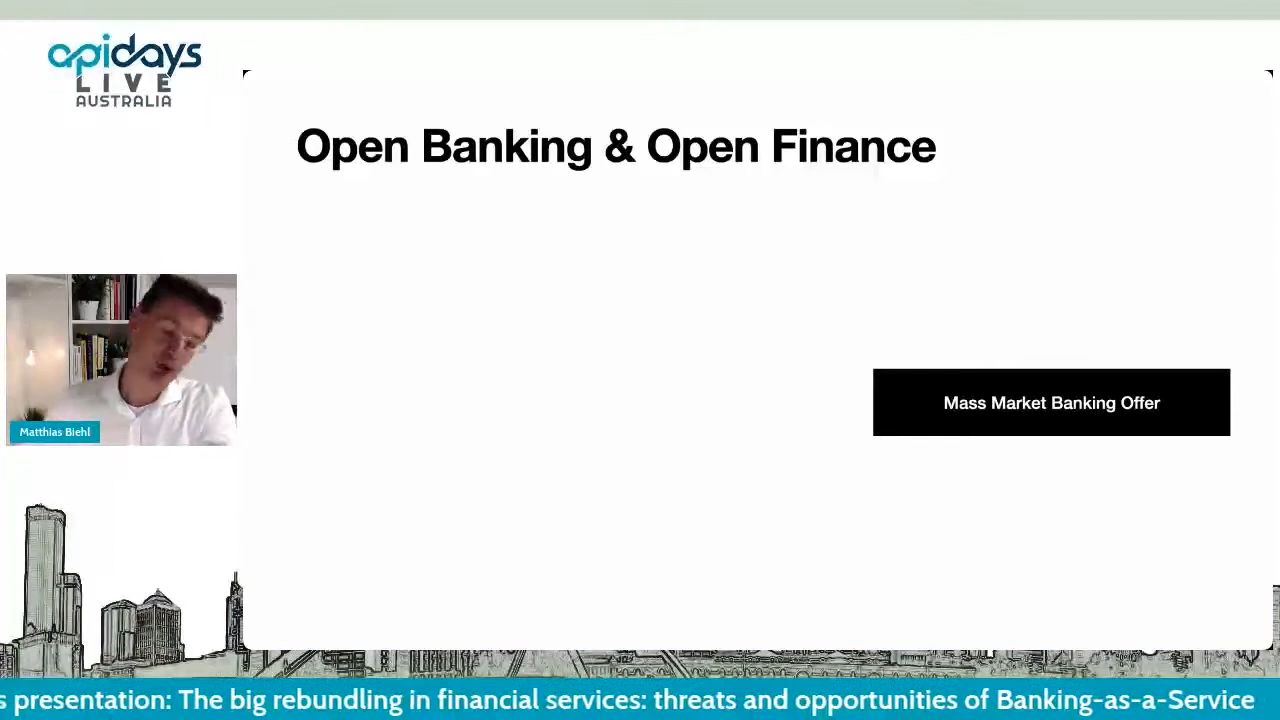 apidays
LIVE
AUSTRALIA
Open Banking & Open Finance
Mass Market Banking Offer
Matthias Biehl
s presentation: The big rebundling in financial services: threats and opportunities of Banking-as-a-Service